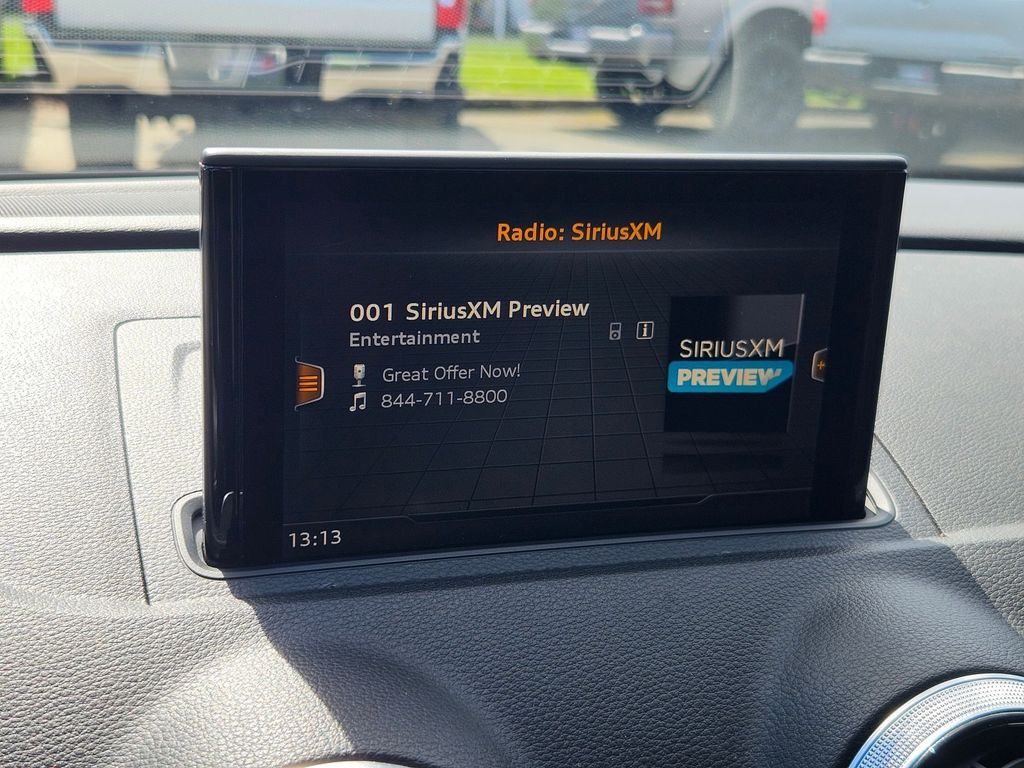 Radio: SiriusXM
001 SiriusXM Preview
Entertainment
Great Offer Now!
844-711-8800
SIRIUSXM
PREVIEW
13:13